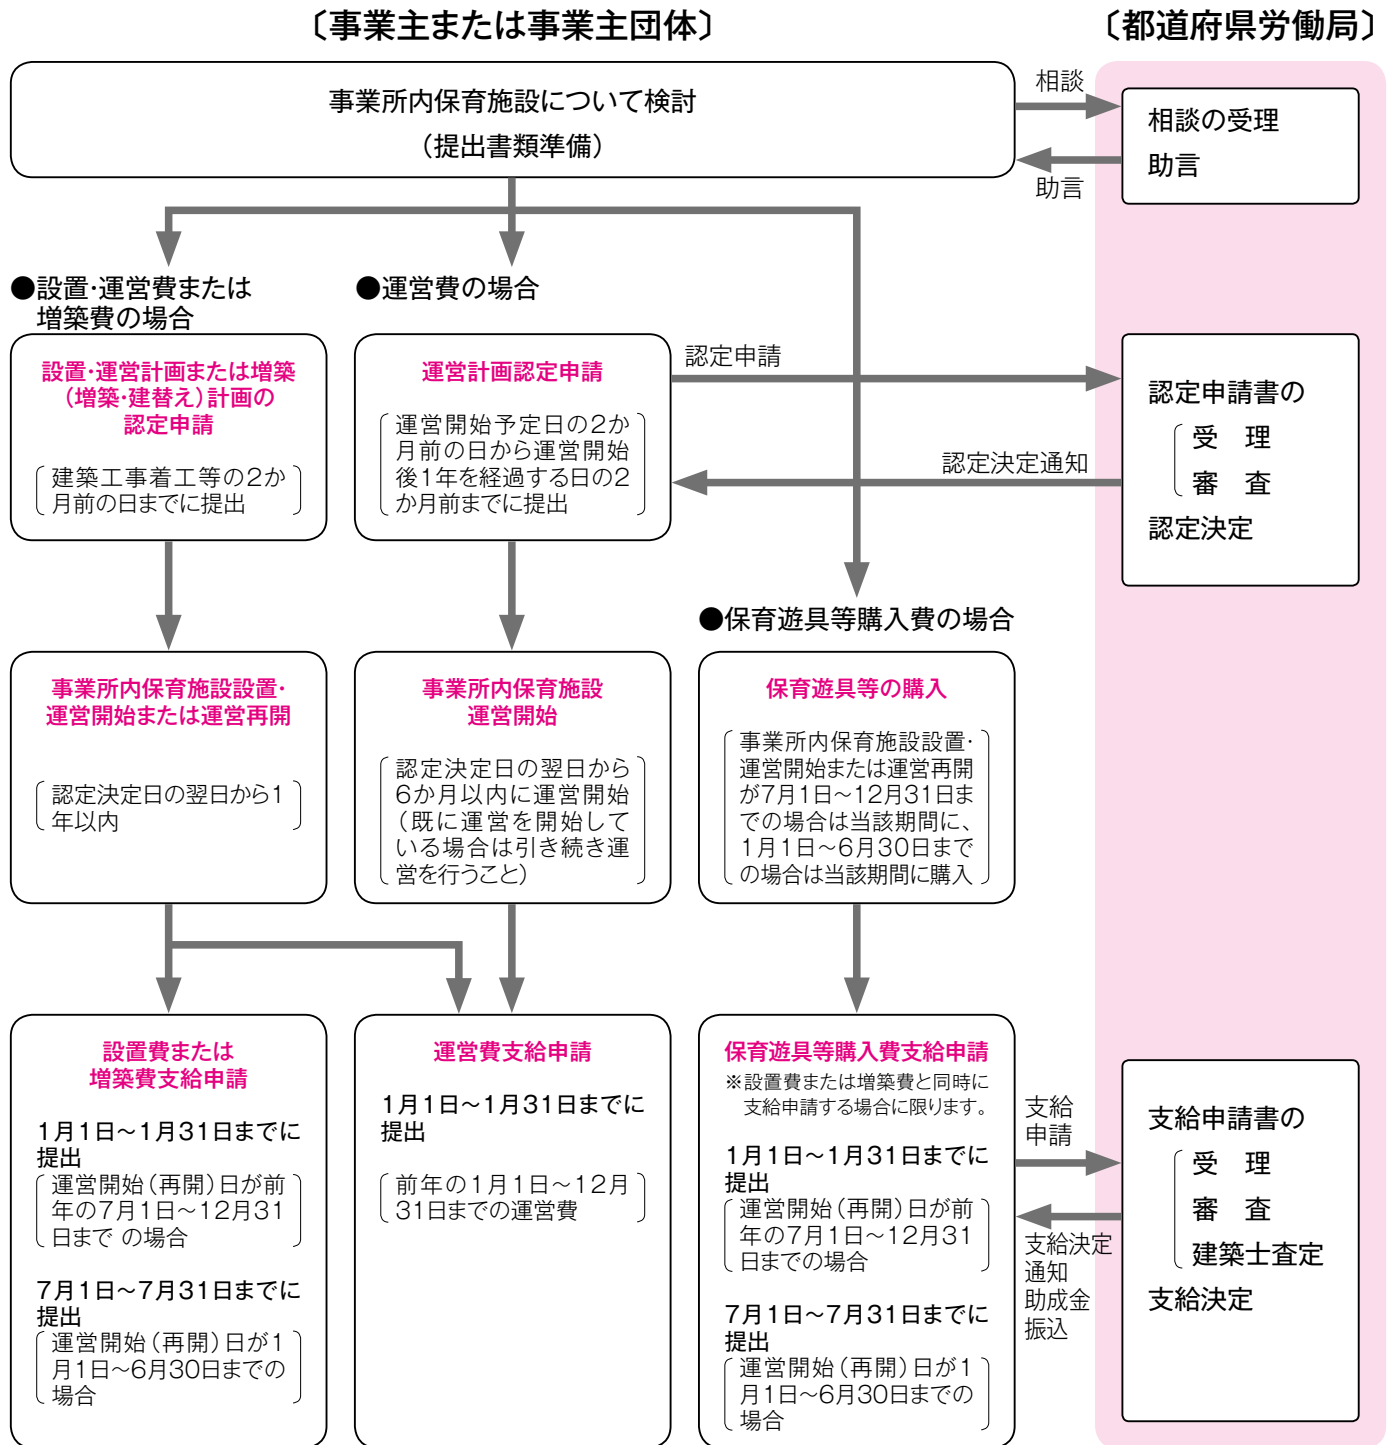 〔事業主または事業主団体〕
〔都道府県労働局〕
事業所内保育施設について検討
（提出書類準備）
相談
助言
相談の受理
助言
●設置･運営費または
増築費の場合
設置･運営計画または増築
（増築･建替え）計画の
認定申請
建築工事着工等の2か
月前の日までに提出
●運営費の場合
運営計画認定申請
運営開始予定日の2か
月前の日から運営開始
後1年を経過する日の2
か月前までに提出
認定申請
認定決定通知
認定申請書の
受　理
審　査
認定決定
●保育遊具等購入費の場合
事業所内保育施設設置･
運営開始または運営再開
認定決定日の翌日から1
年以内
事業所内保育施設
運営開始
認定決定日の翌日から
6か月以内に運営開始
（既に運営を開始して
いる場合は引き続き運
営を行うこと）
保育遊具等の購入
事業所内保育施設設置･
運営開始または運営再開
が7月1日～12月31日ま
での場合は当該期間に、
1月1日～6月30日まで
の場合は当該期間に購入
設置費または
増築費支給申請
1月1日～1月31日までに
提出
運営開始（再開）日が前
年の7月1日～12月31
日まで の場合
7月1日～7月31日までに
提出
運営開始（再開）日が1
月1日～6月30日までの
場合
運営費支給申請
1月1日～1月31日までに
提出
前年の1月1日～12月
31日までの運営費
保育遊具等購入費支給申請
※設置費または増築費と同時に
支給申請する場合に限ります。
1月1日～1月31日までに
提出
運営開始（再開）日が前
年の7月1日～12月31
日までの場合
7月1日～7月31日までに
提出
運営開始（再開）日が1
月1日～6月30日までの
場合
支給
申請
支給決定
通知
助成金
振込
支給申請書の
受　理
審　査
建築士査定
支給決定